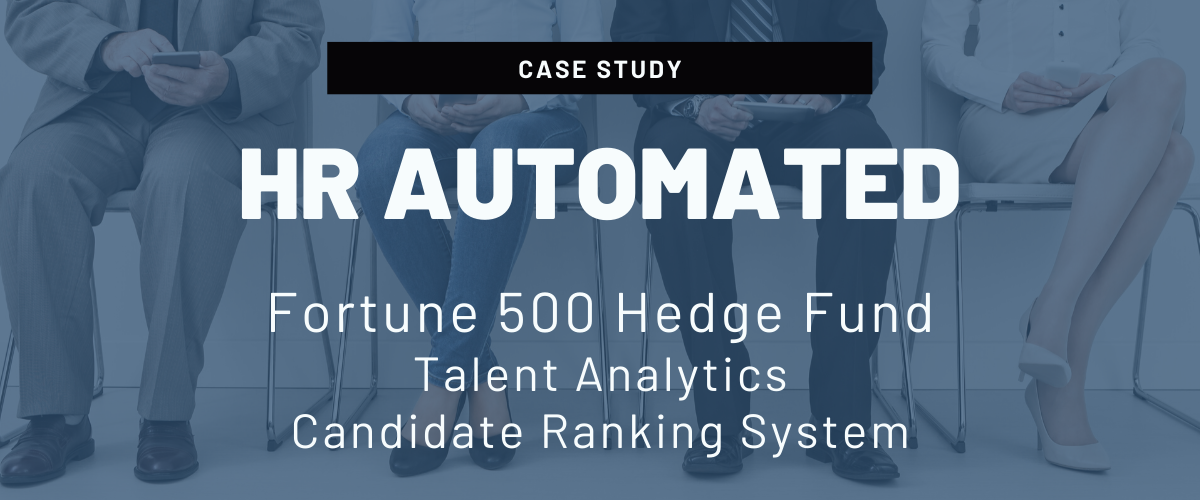 CASE STUDY
HR AUTOMATED
Fortune 500 Hedge Fund
Talent Analytics
Candidate Ranking System